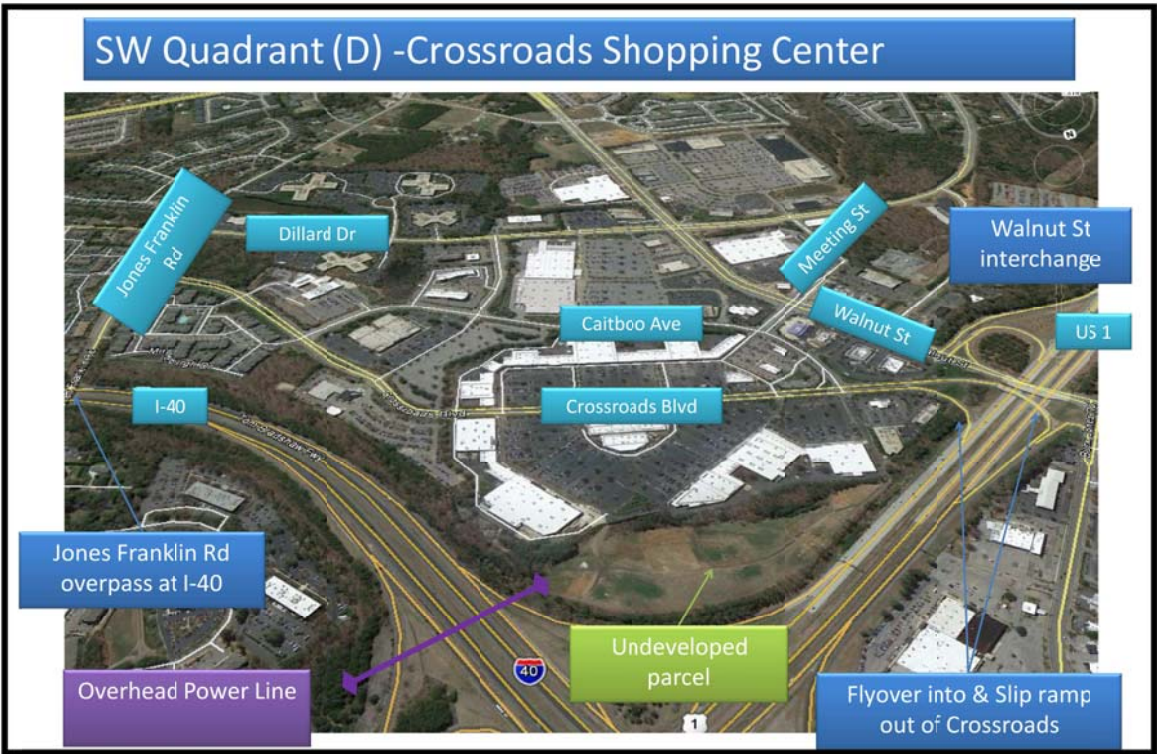 SW Quadrant (D) -Crossroads Shopping Center
N
Jones Franklin
Rd
Dillard Dr
Meeting St
Walnut St
interchange
Caitboo Ave
Walnut St
US 1
I-40
Crossroads Blvd
Jones Franklin Rd
overpass at I-40
Undeveloped
parcel
Overhead Power Line
40
1
Flyover into & Slip ramp
out of Crossroads